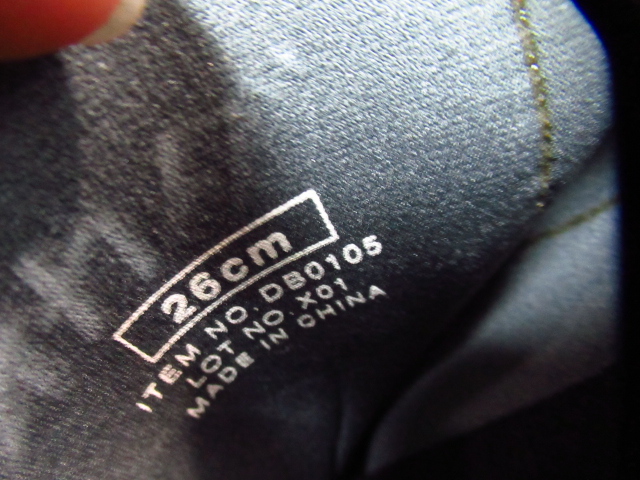 26cm
ITEM NO. DB0105
LOT NO. X01
MADE IN CHINA